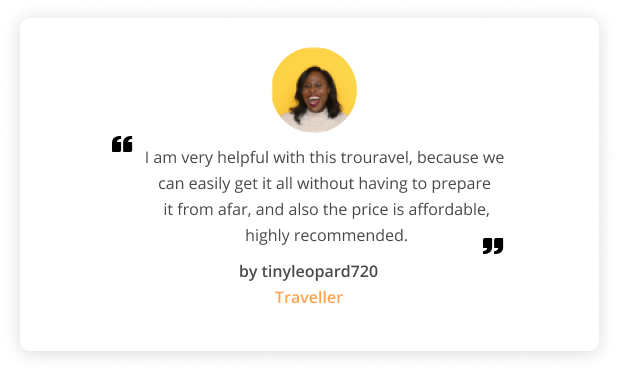 “
I am very helpful with this trouravel, because we
can easily get it all without having to prepare
it from afar, and also the price is affordable,
highly recommended.
”
by tinyleopard720
Traveller